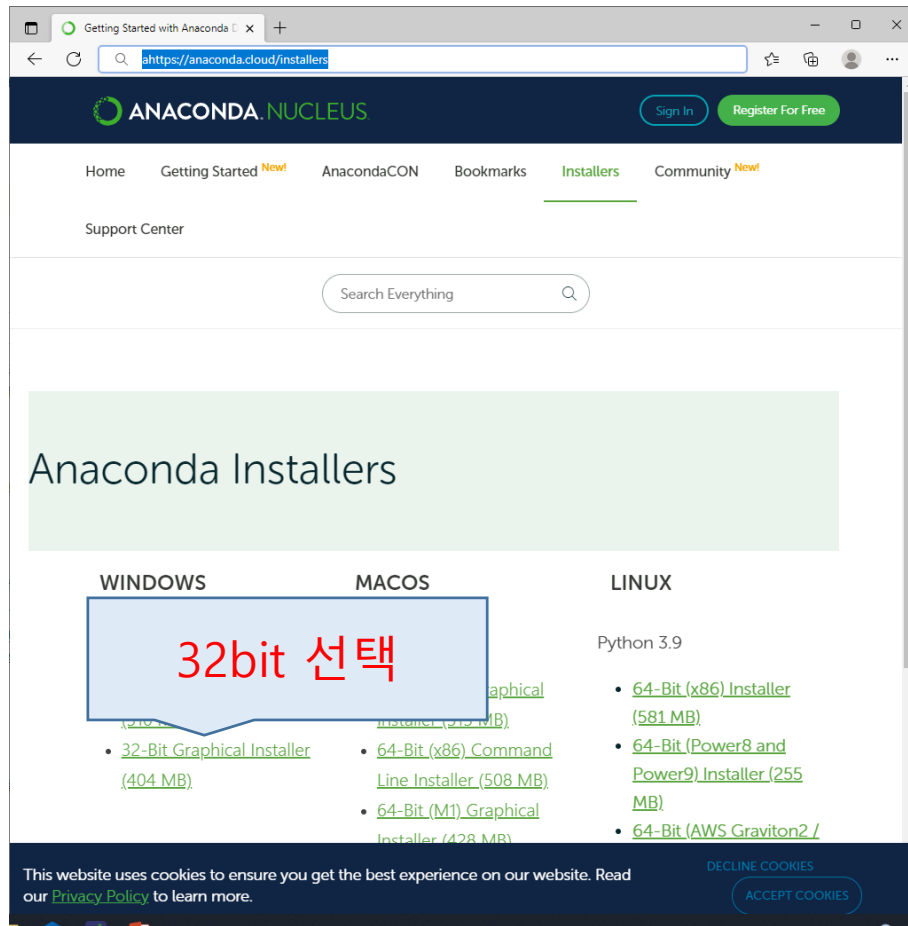 Getting Started with Anaconda D
ahttps://anaconda.cloud/installers
ANACONDA.NUCLEUS
Sign In
Register For Free
Home Getting Started New! AnacondaCON Bookmarks Installers Community New!
Support Center
Search Everything
Anaconda Installers
WINDOWS
32bit 선택
32-Bit Graphical Installer
(404 MB)
MACOS
64-Bit (x86) Command
Line Installer (508 MB)
64-Bit (M1) Graphical
Installer (428 MB)
LINUX
Python 3.9
64-Bit (x86) Installer
(581 MB)
64-Bit (Power8 and
Power9) Installer (255
MB)
64-Bit (AWS Graviton2 /
This website uses cookies to ensure you get the best experience on our website. Read
our Privacy Policy to learn more.
DECLINE COOKIES
ACCEPT COOKIES